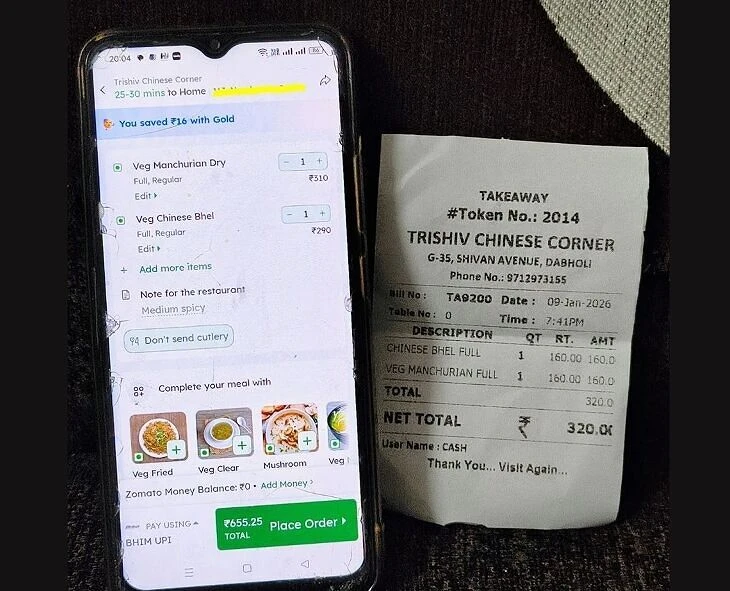 20:04
Trishiv Chinese Corner
25-30 mins to Home
You saved ₹16 with Gold
Veg Manchurian Dry
- 1 +
Full, Regular
₹310
Edit
Veg Chinese Bhel
- 1 +
Full, Regular
₹290
Edit
+ Add more items
Note for the restaurant
Medium spicy
Don't send cutlery
Complete your meal with
Veg Fried
Veg Clear
Mushroom
Veg
Zomato Money Balance: ₹0 • Add Money
PAY USING
BHIM UPI
₹655.25
TOTAL
Place Order
TAKEAWAY
#Token No.: 2014
TRISHIV CHINESE CORNER
G-35, SHIVAN AVENUE, DABHOLI
Phone No.: 9712973155
Bill No : TA9200 Date : 09-Jan-2026
Table No : 0 Time : 7:41PM
DESCRIPTION QT RT. AMT
CHINESE BHEL FULL 1 160.00 160.0
VEG MANCHURIAN FULL 1 160.00 160.0
TOTAL 320.0
NET TOTAL ₹ 320.0
User Name : CASH
Thank You... Visit Again...